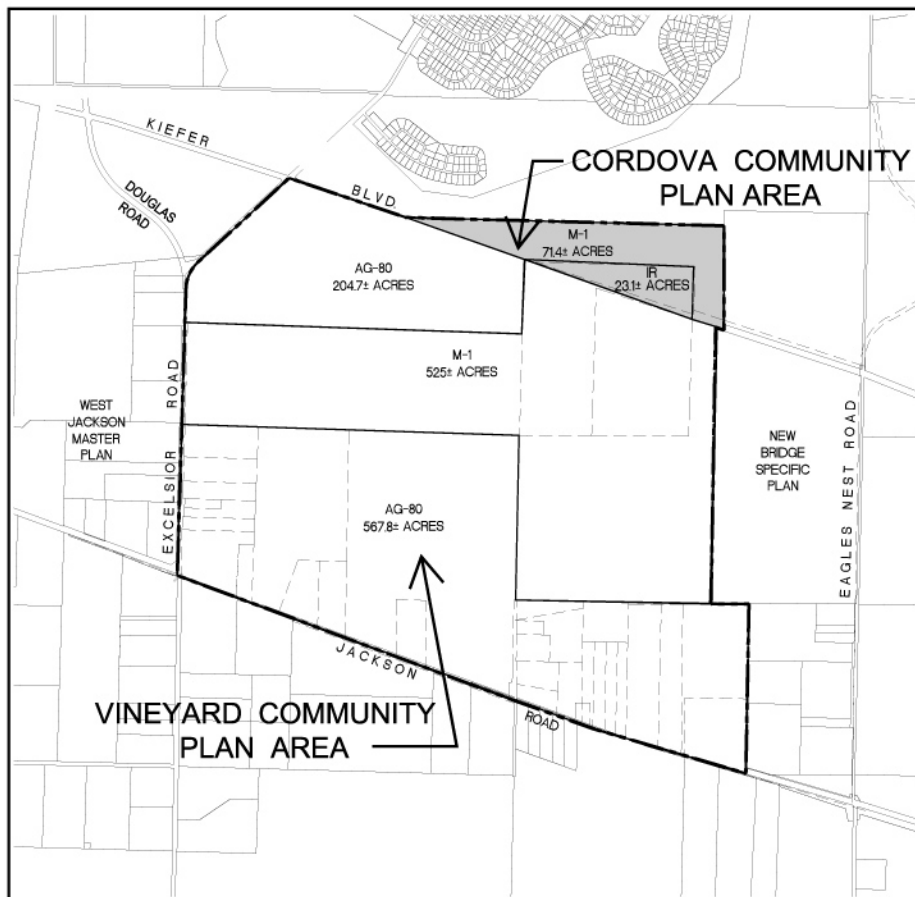 KIEFER
BLVD.
CORDOVA COMMUNITY
PLAN AREA
DOUGLAS
ROAD
M-1
71.4± ACRES
IR
23.1± ACRES
AG-80
204.7± ACRES
M-1
525± ACRES
WEST
JACKSON
MASTER
PLAN
EXCELSIOR ROAD
NEW
BRIDGE
SPECIFIC
PLAN
EAGLES NEST ROAD
AG-80
567.8± ACRES
JACKSON
ROAD
VINEYARD COMMUNITY
PLAN AREA